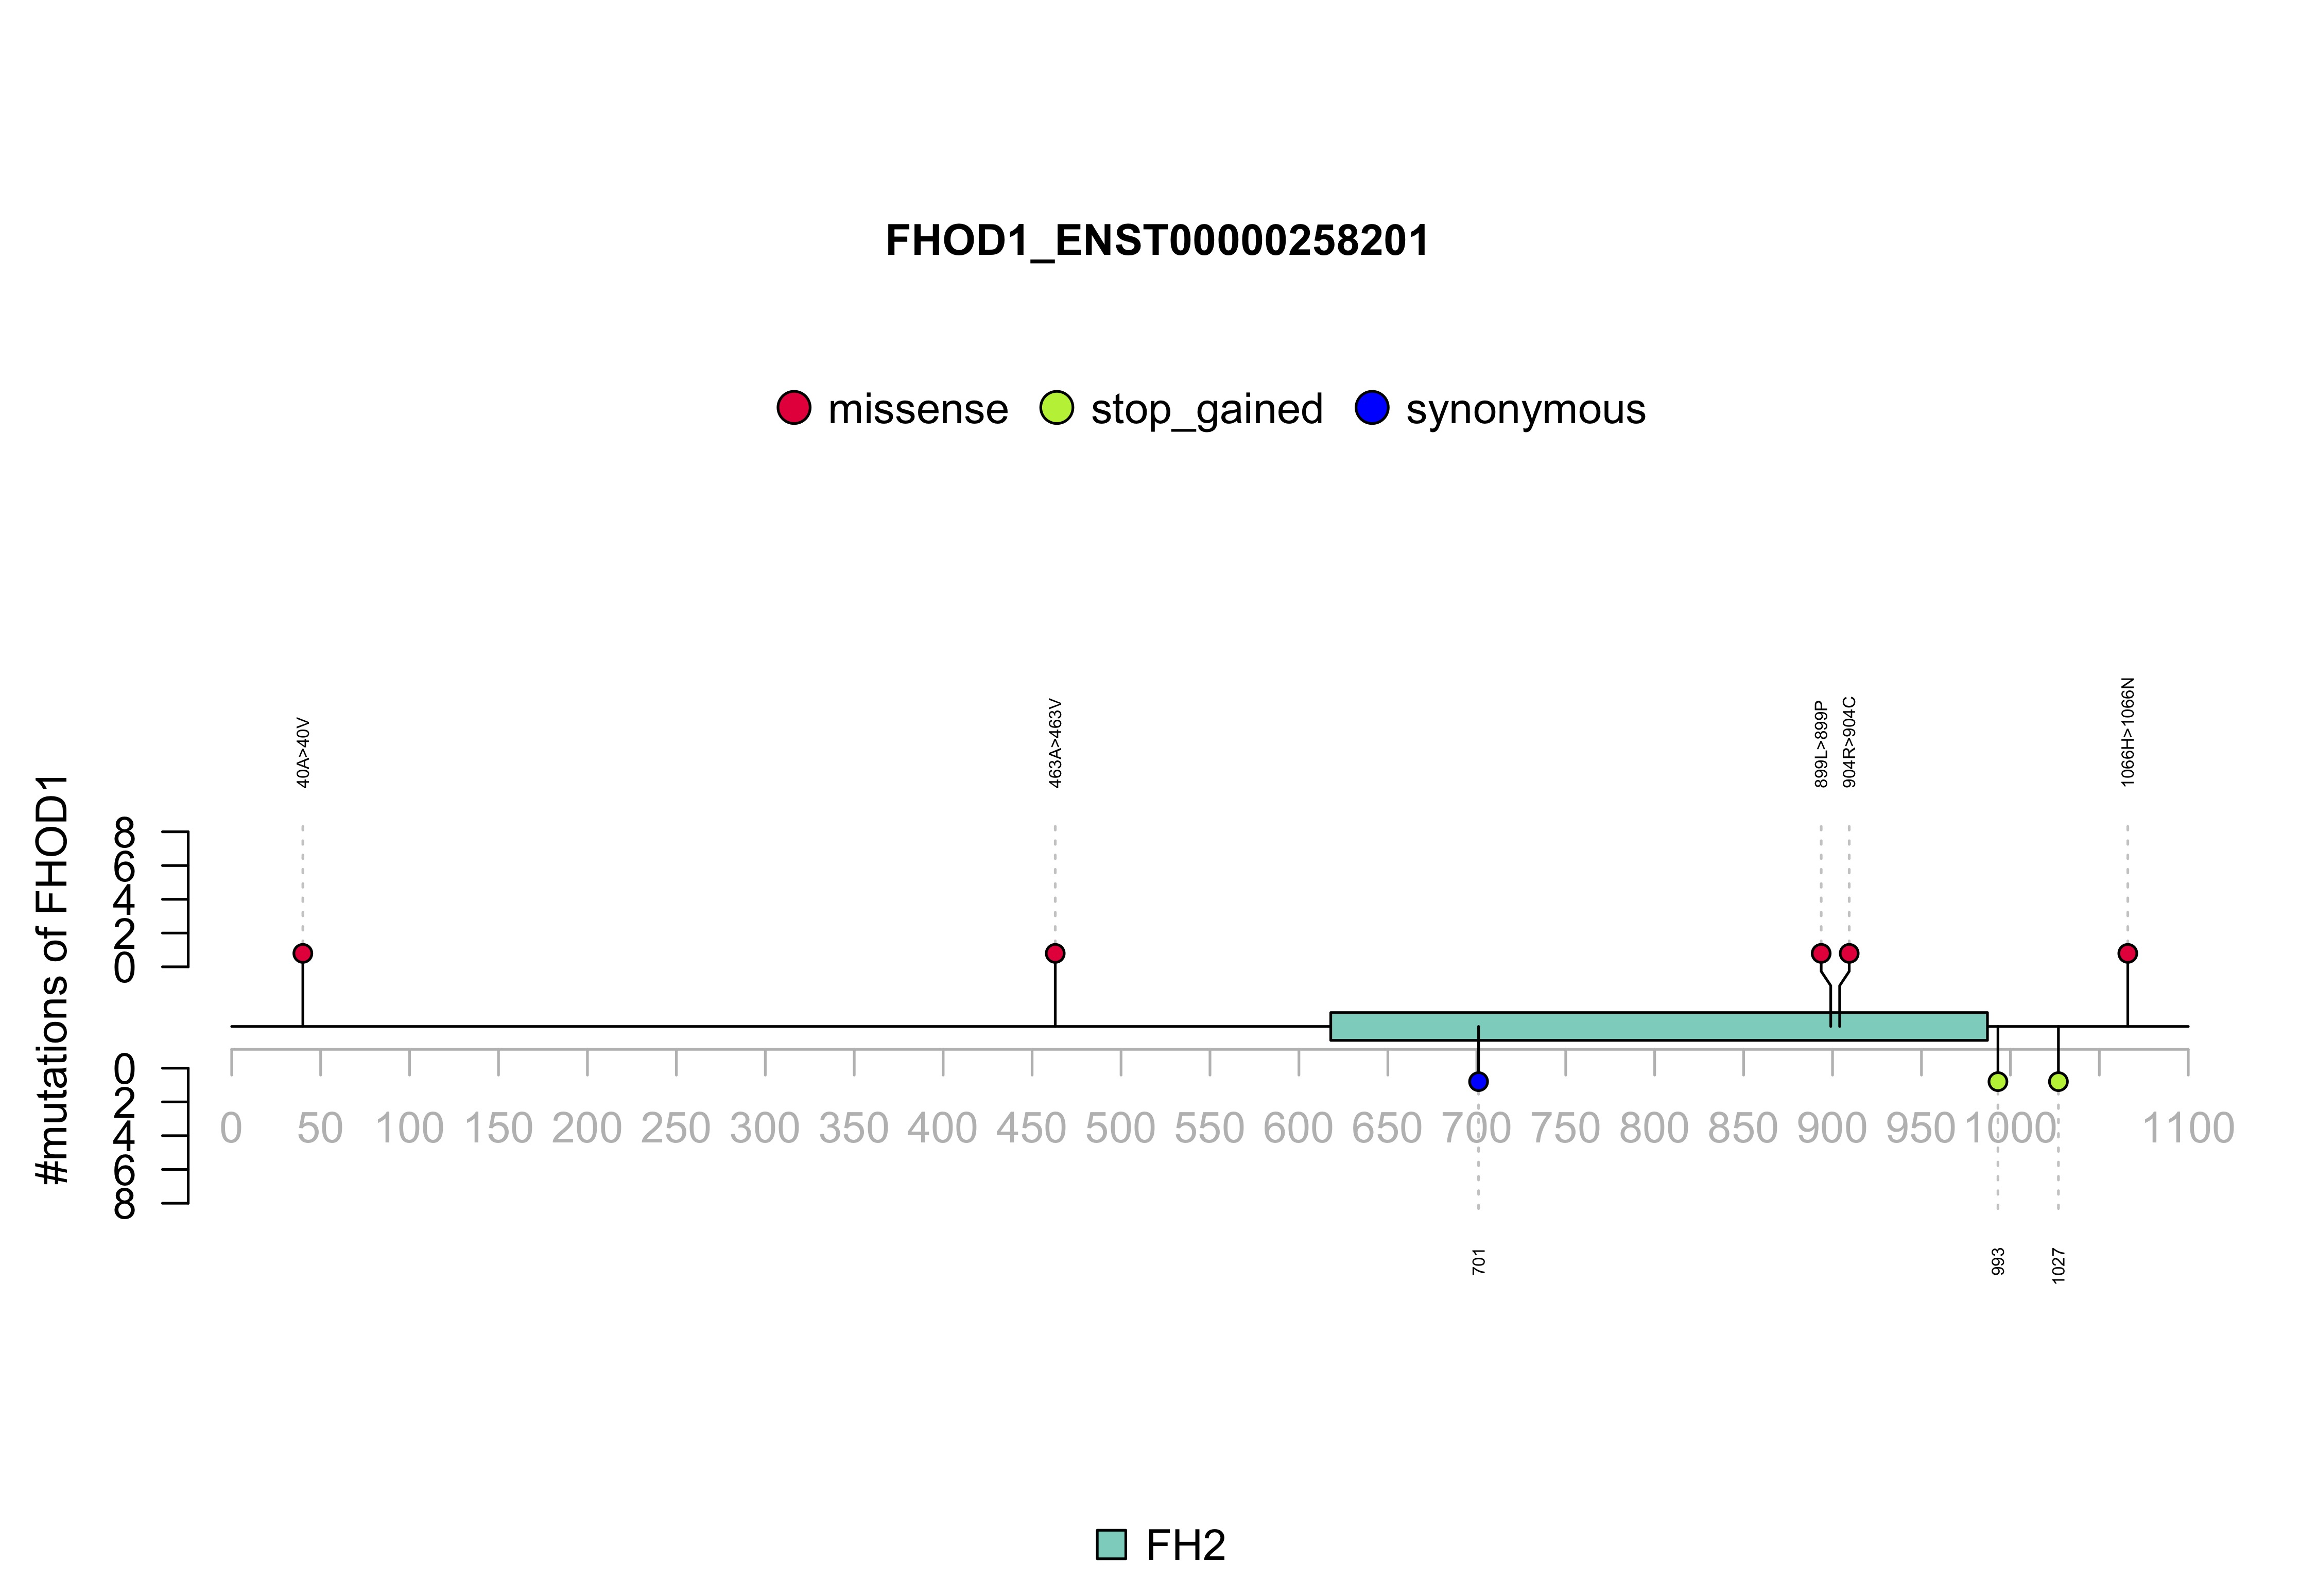 FHOD1_ENST00000258201
missense stop_gained synonymous
40A>40V
463A>463V
899L>899P
904R>904C
1066H>1066N
#mutations of FHOD1
8
6
4
2
0
0
2
4
6
8
0 50 100 150 200 250 300 350 400 450 500 550 600 650 700 750 800 850 900 950 1000 1100
701
993
1027
FH2